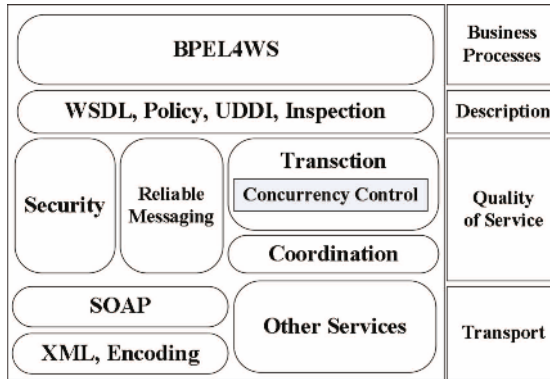 BPEL4WS
Business
Processes
WSDL, Policy, UDDI, Inspection
Description
Security
Reliable
Messaging
Transction
Concurrency Control
Coordination
Quality
of Service
SOAP
XML, Encoding
Other Services
Transport